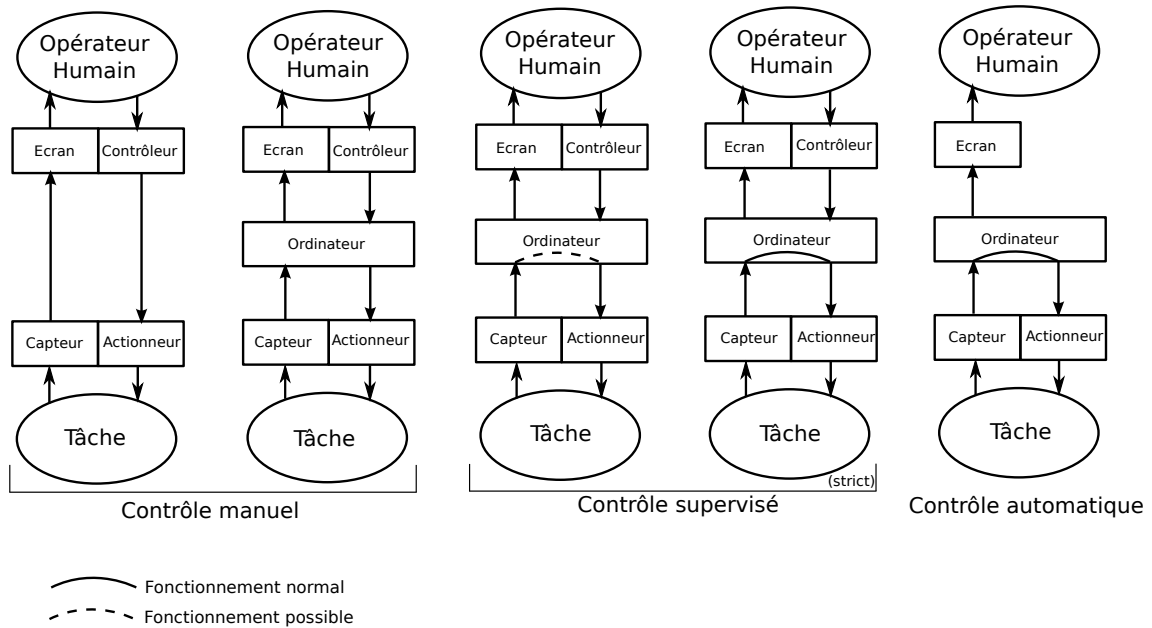 Opérateur
Humain
Ecran
Contrôleur
Capteur
Actionneur
Tâche
Opérateur
Humain
Ecran
Contrôleur
Ordinateur
Capteur
Actionneur
Tâche
Contrôle manuel
Opérateur
Humain
Ecran
Contrôleur
Ordinateur
Capteur
Actionneur
Tâche
Opérateur
Humain
Ecran
Contrôleur
Ordinateur
Capteur
Actionneur
Tâche
(strict)
Contrôle supervisé
Opérateur
Humain
Ecran
Ordinateur
Capteur
Actionneur
Tâche
Contrôle automatique
Fonctionnement normal
Fonctionnement possible